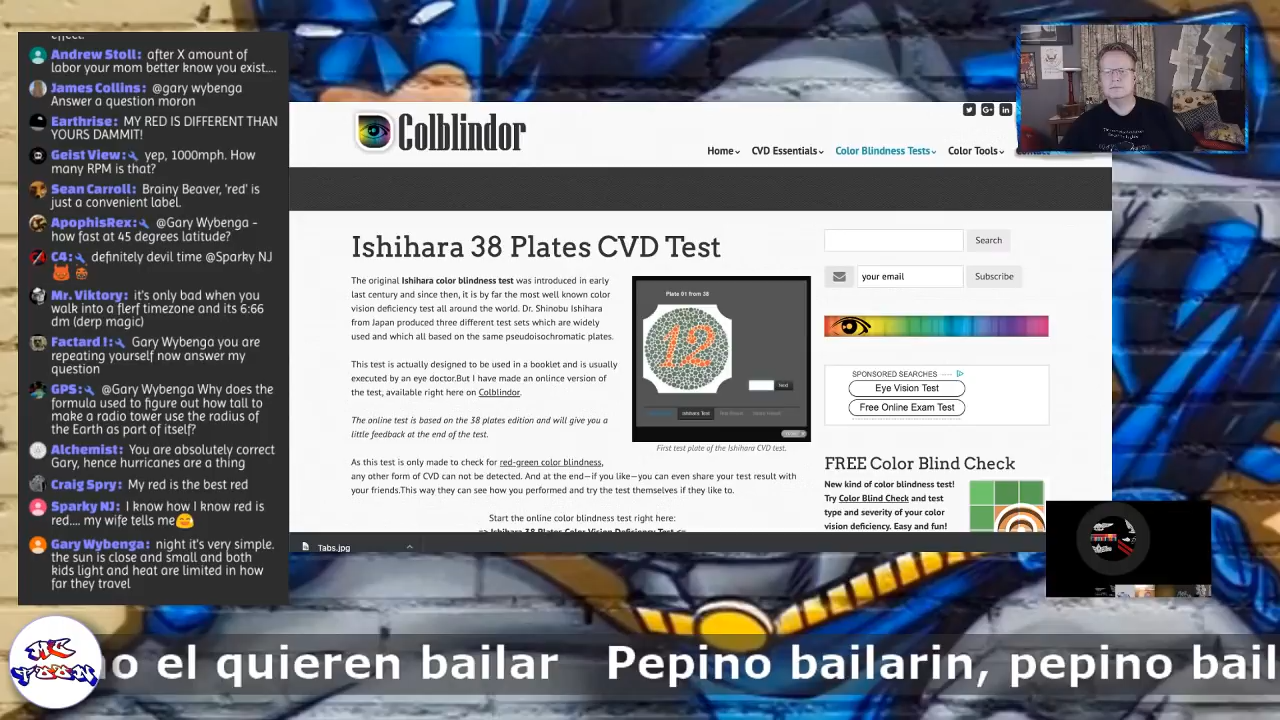 effect.
Andrew Stoll: after X amount of
labor your mom better know you exist....
James Collins: @gary wybenga
Answer a question moron
Earthrise: MY RED IS DIFFERENT THAN
YOURS DAMMIT!
Geist View: yep, 1000mph. How
many RPM is that?
Sean Carroll: Brainy Beaver, 'red' is
just a convenient label.
ApophisRex: @Gary Wybenga -
how fast at 45 degrees latitude?
C4: definitely devil time @Sparky NJ
Mr. Viktory: it's only bad when you
walk into a flerf timezone and its 6:66
dm (derp magic)
Factard !: Gary Wybenga you are
repeating yourself now answer my
question
GPS: @Gary Wybenga Why does the
formula used to figure out how tall to
make a radio tower use the radius of
the Earth as part of itself?
Alchemist: You are absolutely correct
Gary, hence hurricanes are a thing
Craig Spry: My red is the best red
Sparky NJ: I know how I know red is
red.... my wife tells me
Gary Wybenga: night it's very simple.
the sun is close and small and both
kids light and heat are limited in how
far they travel
Colblindor
Home CVD Essentials Color Blindness Tests Color Tools Contact
Ishihara 38 Plates CVD Test
The original Ishihara color blindness test was introduced in early
last century and since then, it is by far the most well known color
vision deficiency test all around the world. Dr. Shinobu Ishihara
from Japan produced three different test sets which are widely
used and which all based on the same pseudoisochromatic plates.
This test is actually designed to be used in a booklet and is usually
executed by an eye doctor.But I have made an onlince version of
the test, available right here on Colblindor.
The online test is based on the 38 plates edition and will give you a
little feedback at the end of the test.
As this test is only made to check for red-green color blindness,
any other form of CVD can not be detected. And at the end—if you like—you can even share your test result with
your friends.This way they can see how you performed and try the test themselves if they like to.
Start the online color blindness test right here:
=> Ishihara 38 Plates Color Vision Deficiency Test <=
Plate 01 from 38
12
Next
Ishihara Test
First test plate of the Ishihara CVD test.
Search
your email Subscribe
SPONSORED SEARCHES
Eye Vision Test
Free Online Exam Test
FREE Color Blind Check
New kind of color blindness test!
Try Color Blind Check and test
type and severity of your color
vision deficiency. Easy and fun!
Tabs.jpg
MC TOON
no el quieren bailar Pepino bailarin, pepino bail